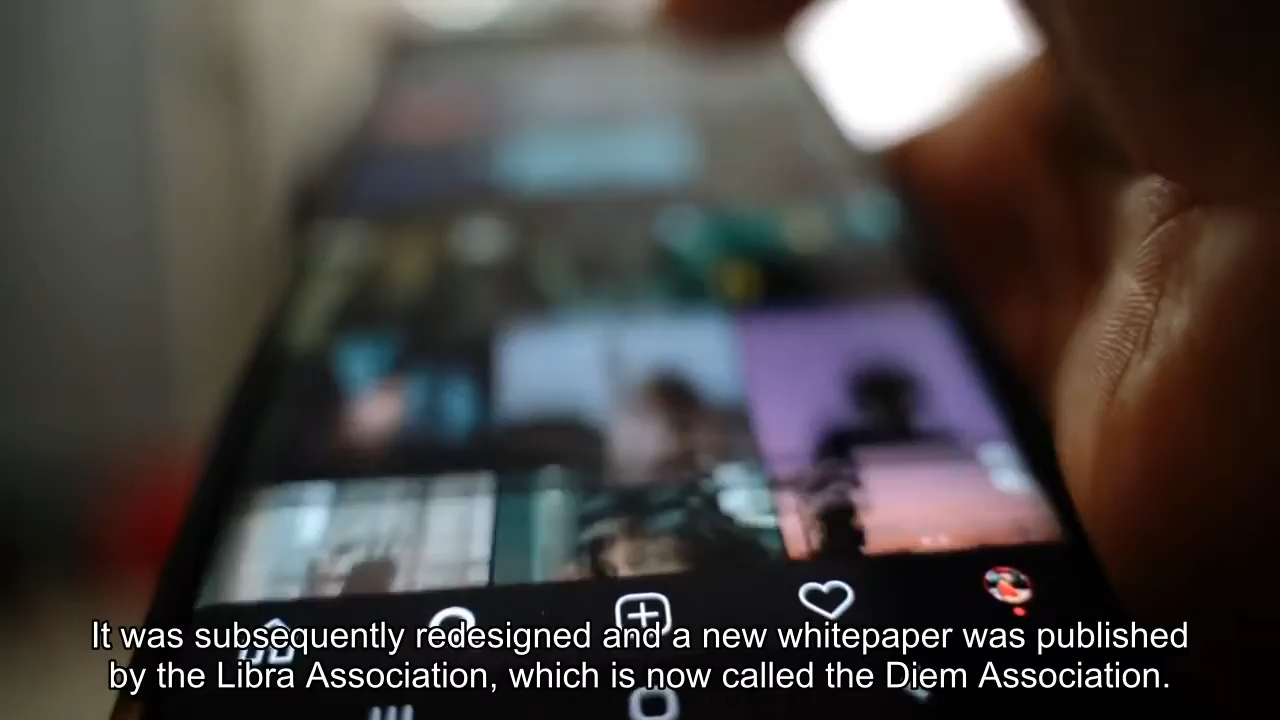 It was subsequently redesigned and a new whitepaper was published
by the Libra Association, which is now called the Diem Association.